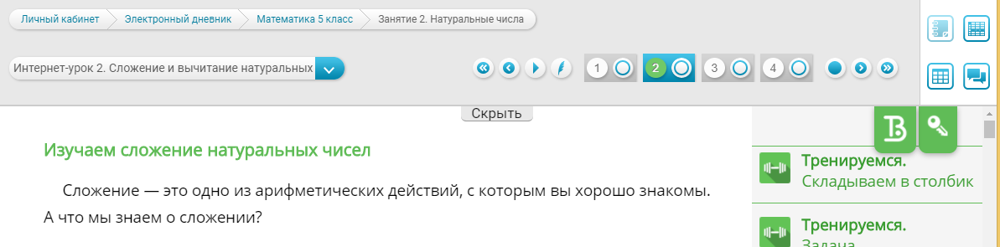 Личный кабинет Электронный дневник Математика 5 класс Занятие 2. Натуральные числа
Интернет-урок 2. Сложение и вычитание натуральных
1 2 3 4
Скрыть
Изучаем сложение натуральных чисел
Сложение — это одно из арифметических действий, с которым вы хорошо знакомы.
А что мы знаем о сложении?
Тренируемся.
Складываем в столбик
Тренируемся.
Задача